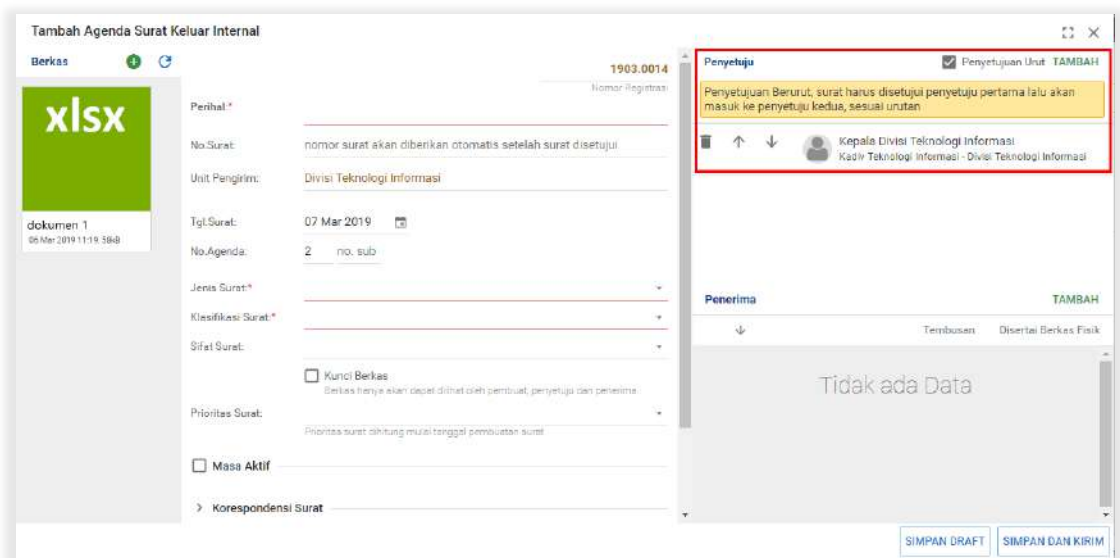 Tambah Agenda Surat Keluar Internal
Berkas
xlsx
dokumen 1
06 Mar 2019 11:19, 58kB
1903.0014
Nomor Registrasi
Perihal:*
No.Surat:
nomor surat akan diberikan otomatis setelah surat disetujui
Unit Pengirim:
Divisi Teknologi Informasi
Tgl.Surat:
07 Mar 2019
No.Agenda:
2 no. sub
Jenis Surat:*
Klasifikasi Surat:*
Sifat Surat:
Kunci Berkas
Berkas hanya akan dapat dilihat oleh pembuat, penyetuju dan penerima
Prioritas Surat:
Prioritas surat dihitung mulai tanggal pembuatan surat
Masa Aktif
Korespondensi Surat
Penyetuju
Penyetujuan Urut TAMBAH
Penyetujuan Berurut, surat harus disetujui penyetuju pertama lalu akan
masuk ke penyetuju kedua, sesuai urutan
Kepala Divisi Teknologi Informasi
Kadiv Teknologi Informasi - Divisi Teknologi Informasi
Penerima
TAMBAH
Tembusan Disertai Berkas Fisik
Tidak ada Data
SIMPAN DRAFT
SIMPAN DAN KIRIM